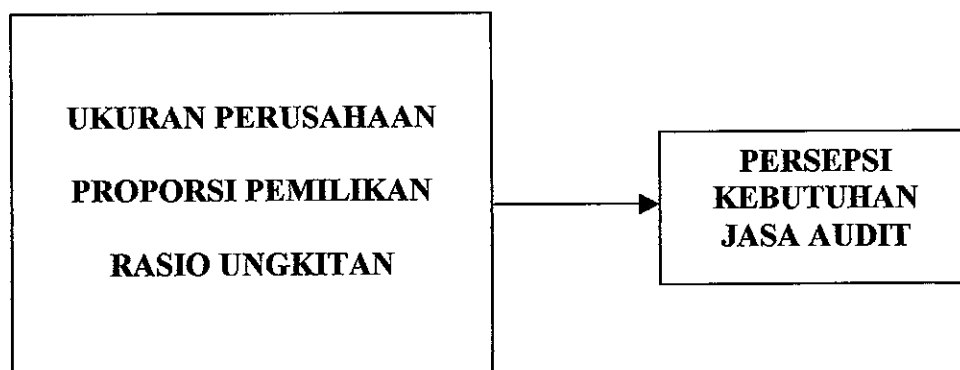 UKURAN PERUSAHAAN
PROPORSI PEMILIKAN
RASIO UNGKITAN
PERSEPSI
KEBUTUHAN
JASA AUDIT